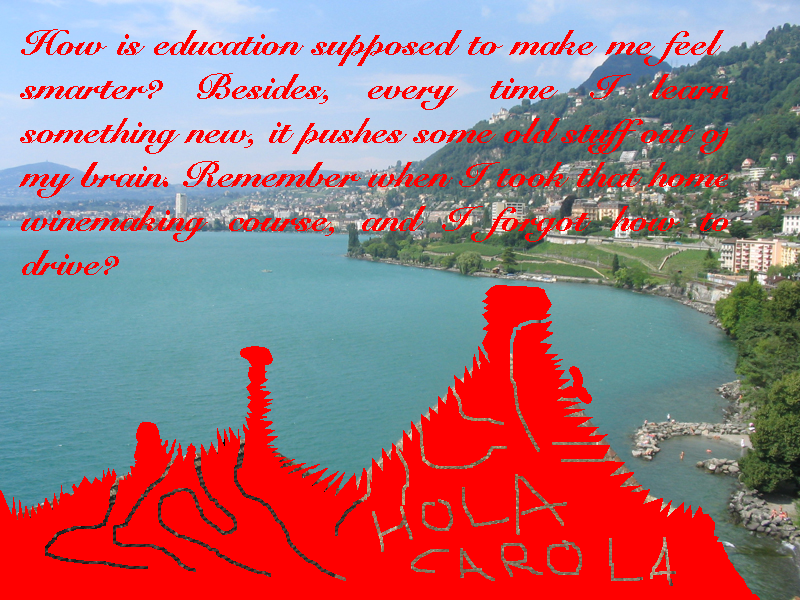 How is education supposed to make me feel
smarter? Besides, every time I learn
something new, it pushes some old stuff out of
my brain. Remember when I took that home
winemaking course, and I forgot how to
drive?
HOLA
CAROLA